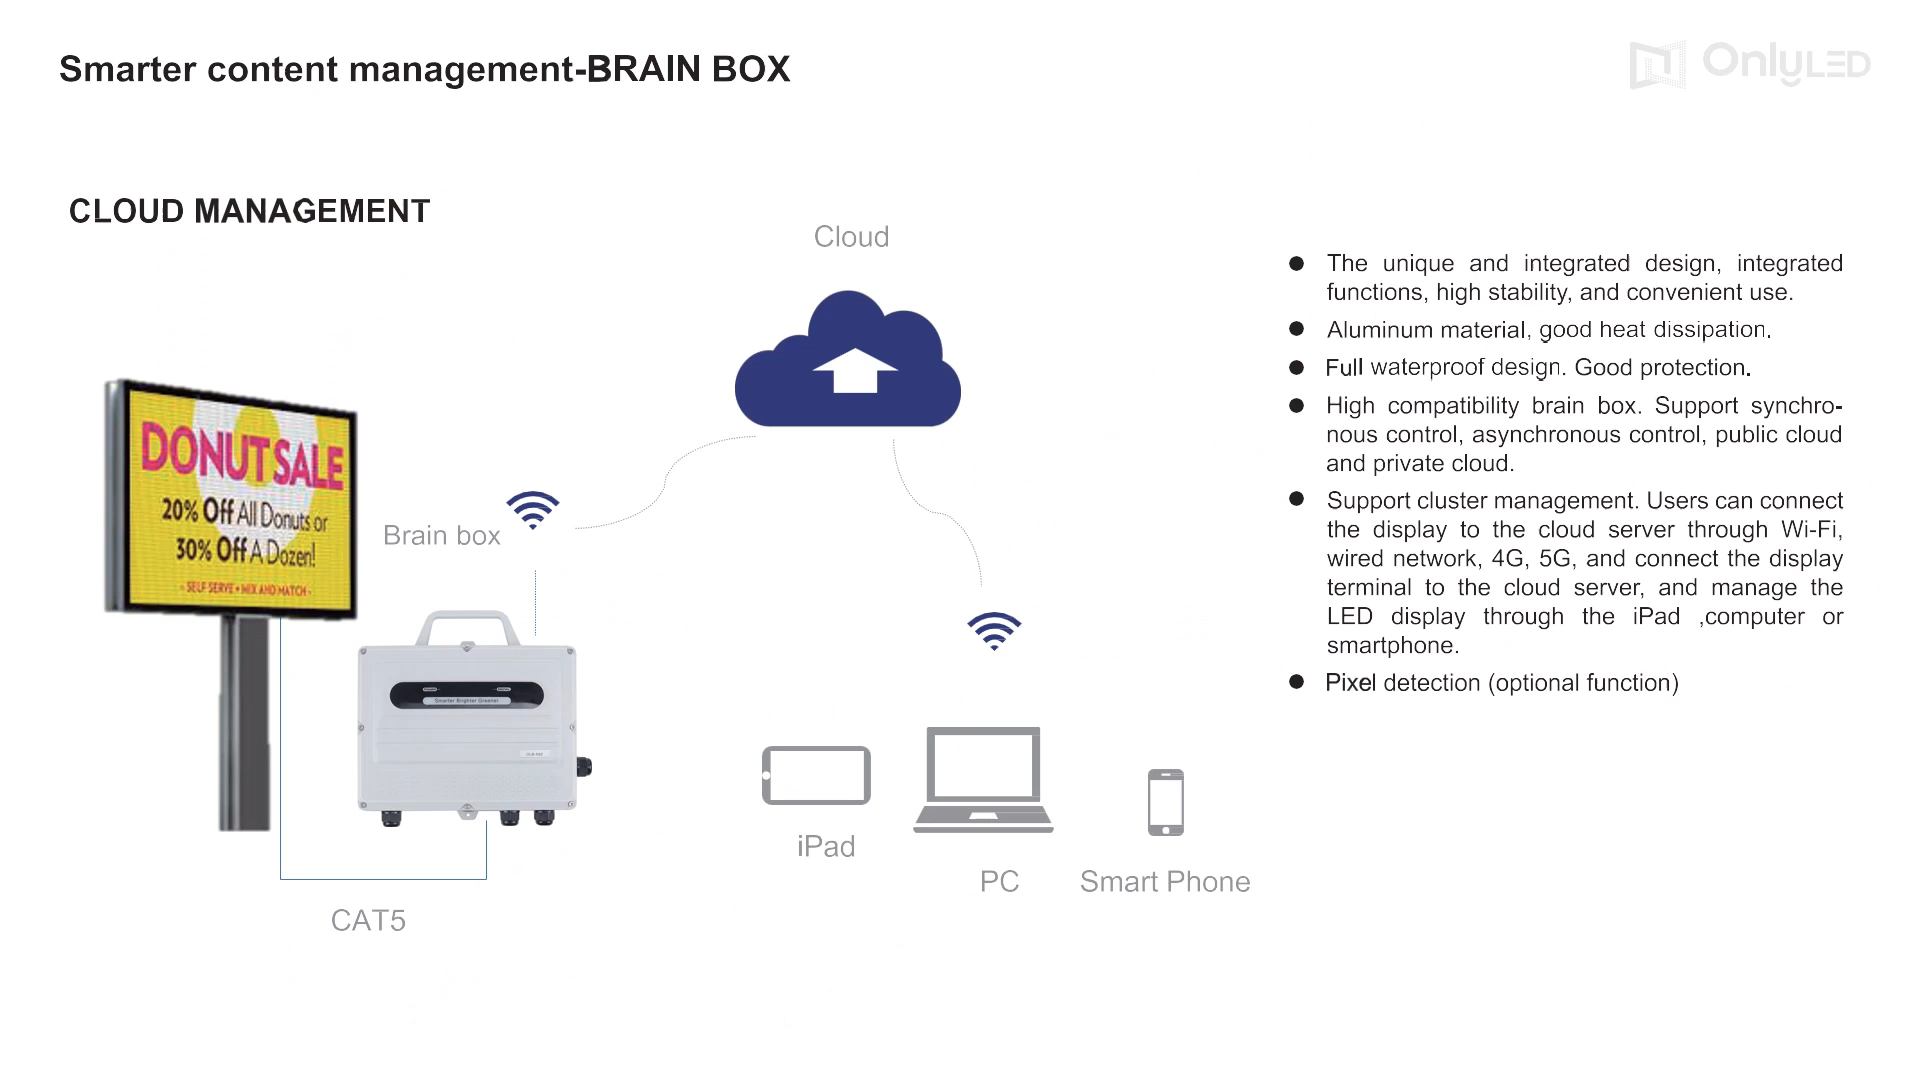 Smarter content management-BRAIN BOX
OnlyLED
CLOUD MANAGEMENT
Cloud
Brain box
DONUT SALE
20% Off All Donuts or
30% Off A Dozen!
- SELF SERVE • MIX AND MATCH -
Smarter Brighter Greener
CAT5
iPad
PC
Smart Phone
● The unique and integrated design, integrated
functions, high stability, and convenient use.
● Aluminum material, good heat dissipation.
● Full waterproof design. Good protection.
● High compatibility brain box. Support synchro-
nous control, asynchronous control, public cloud
and private cloud.
● Support cluster management. Users can connect
the display to the cloud server through Wi-Fi,
wired network, 4G, 5G, and connect the display
terminal to the cloud server, and manage the
LED display through the iPad ,computer or
smartphone.
● Pixel detection (optional function)